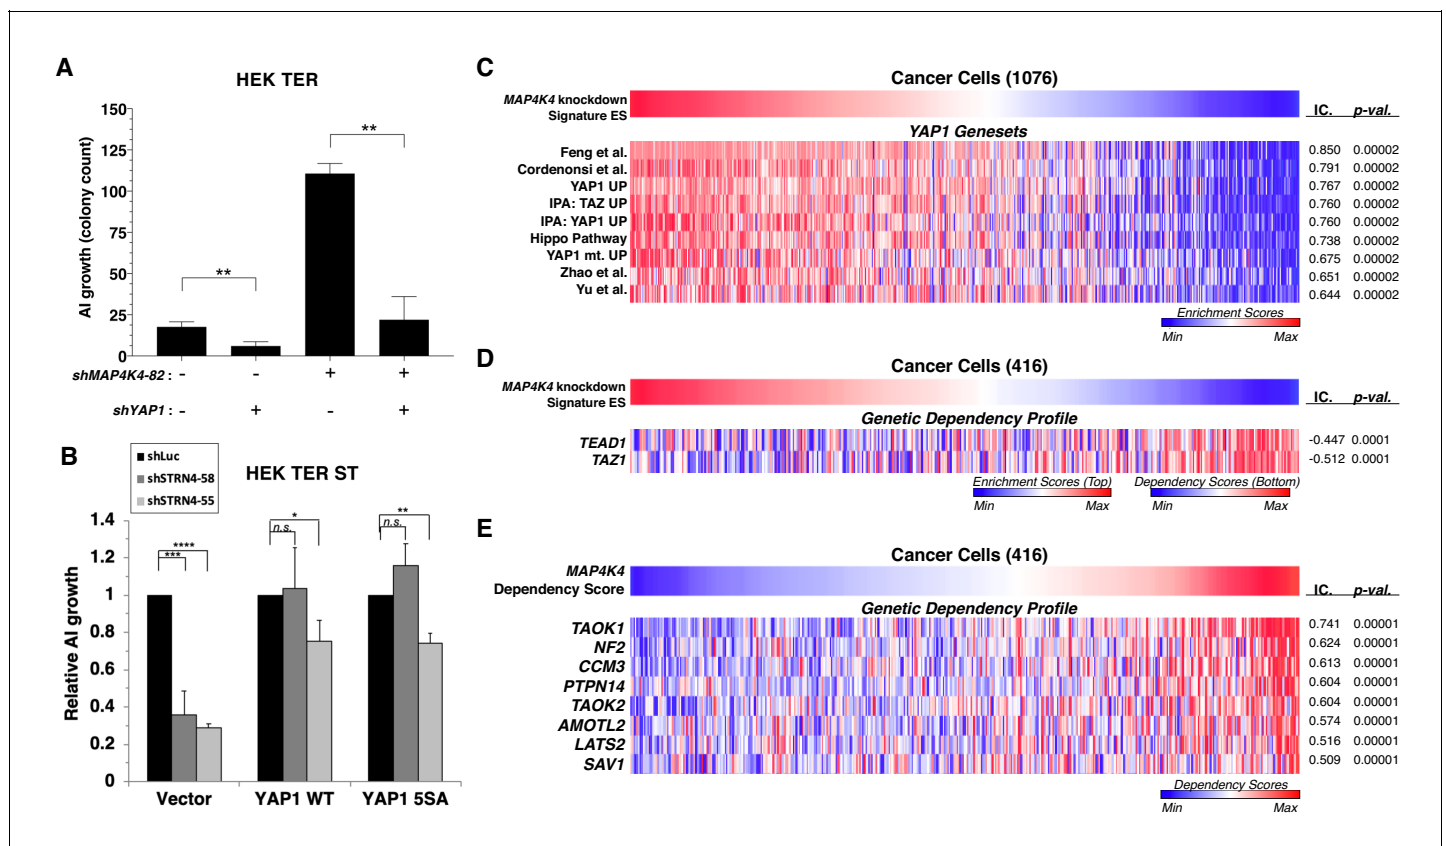 A
HEK TER
AI growth (colony count)
150
125
100
75
50
25
0
**
**
shMAP4K4-82 : - - + +
shYAP1 : - + - +
B
shLuc
shSTRN4-58
shSTRN4-55
HEK TER ST
Relative AI growth
1.4
1.2
1
0.8
0.6
0.4
0.2
0
****
***
*
n.s.
**
n.s.
Vector YAP1 WT YAP1 5SA
C
Cancer Cells (1076)
MAP4K4 knockdown
Signature ES
IC. p-val.
YAP1 Genesets
Feng et al. 0.850 0.00002
Cordenonsi et al. 0.791 0.00002
YAP1 UP 0.767 0.00002
IPA: TAZ UP 0.760 0.00002
IPA: YAP1 UP 0.760 0.00002
Hippo Pathway 0.738 0.00002
YAP1 mt. UP 0.675 0.00002
Zhao et al. 0.651 0.00002
Yu et al. 0.644 0.00002
Enrichment Scores
Min Max
D
Cancer Cells (416)
MAP4K4 knockdown
Signature ES
IC. p-val.
Genetic Dependency Profile
TEAD1 -0.447 0.0001
TAZ1 -0.512 0.0001
Enrichment Scores (Top) Dependency Scores (Bottom)
Min Max Min Max
E
Cancer Cells (416)
MAP4K4
Dependency Score
IC. p-val.
Genetic Dependency Profile
TAOK1 0.741 0.00001
NF2 0.624 0.00001
CCM3 0.613 0.00001
PTPN14 0.604 0.00001
TAOK2 0.604 0.00001
AMOTL2 0.574 0.00001
LATS2 0.516 0.00001
SAV1 0.509 0.00001
Dependency Scores
Min Max